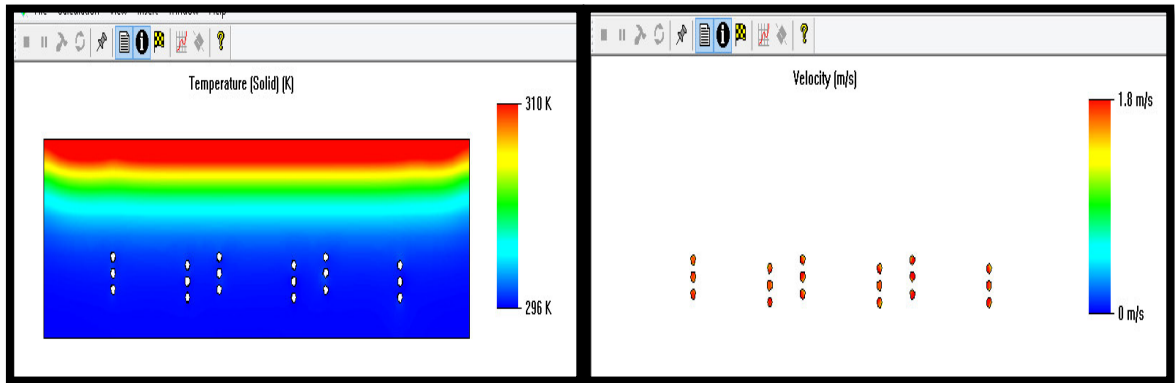 Temperature (Solid) (K)
310 K
296 K
Velocity (m/s)
1.8 m/s
0 m/s